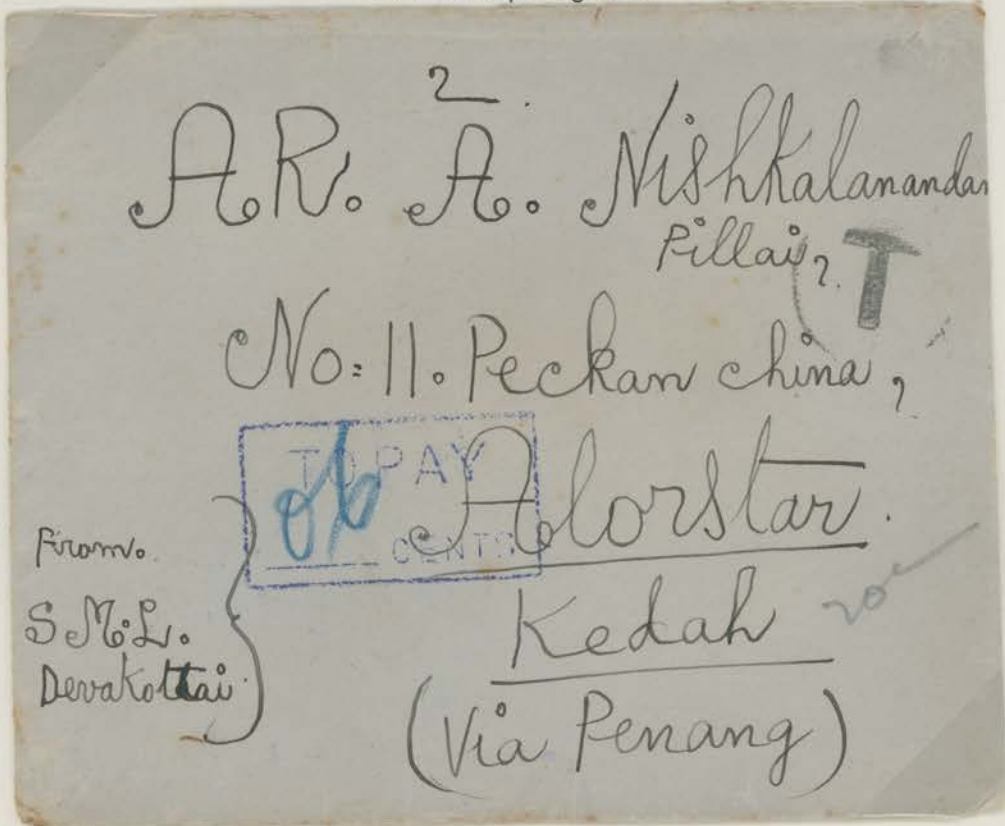 2.
AR. A. Nishkalanandan
Pillai,
T
No: 11. Peckan china,
TO PAY
CENTS
Alorstar.
Kedah
(Via Penang)
From.
S.M.L.
Devakottai.